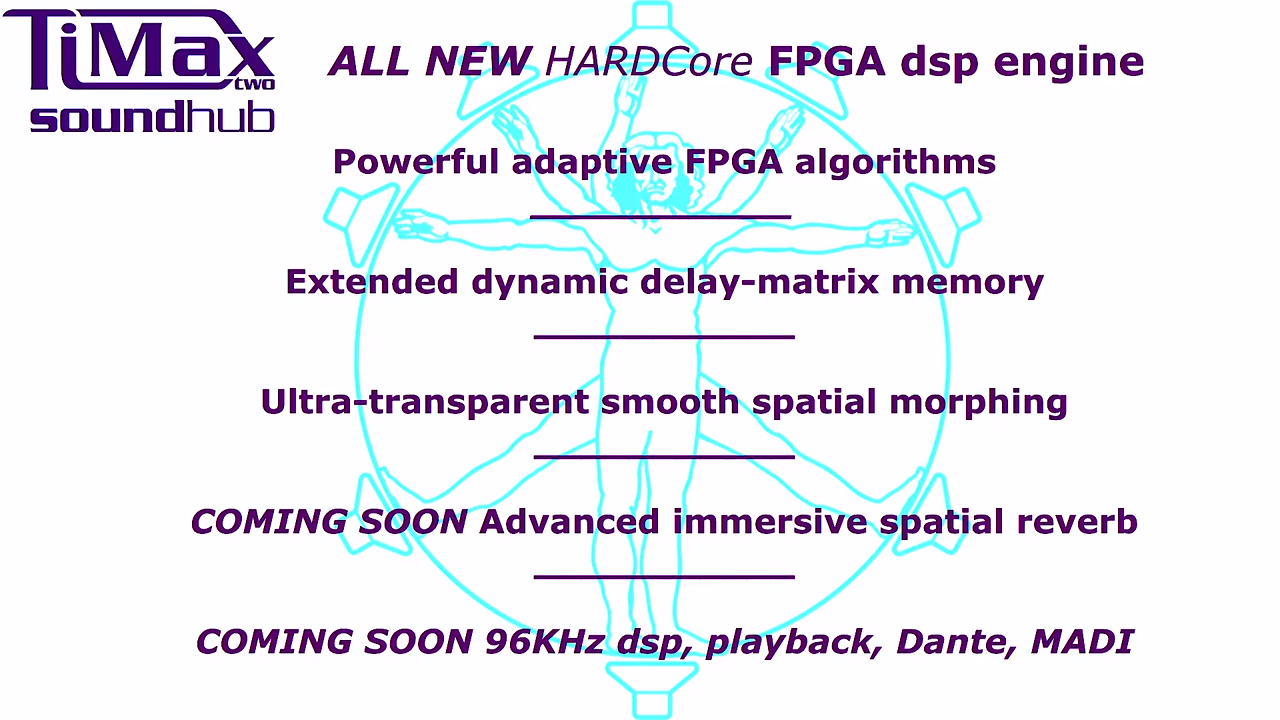 TiMax
two
soundhub
ALL NEW HARDCore FPGA dsp engine
Powerful adaptive FPGA algorithms
Extended dynamic delay-matrix memory
Ultra-transparent smooth spatial morphing
COMING SOON Advanced immersive spatial reverb
COMING SOON 96KHz dsp, playback, Dante, MADI